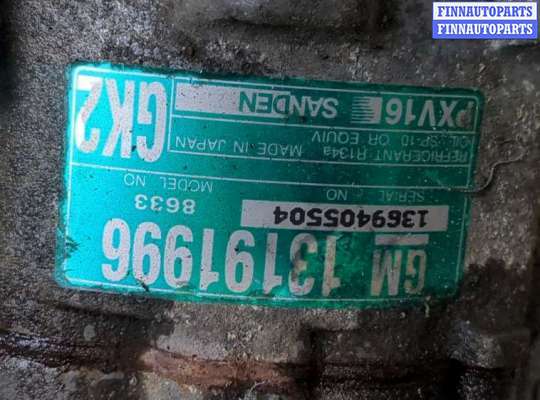 FINNAUTOPARTS
FINNAUTOPARTS
GM 13191996
1369405504
SERIAL NO
8633
MODEL NO
REFRIGERANT R134a MADE IN JAPAN
OIL: SP-10 OR EQUIV
PXV16 SANDEN
GK2